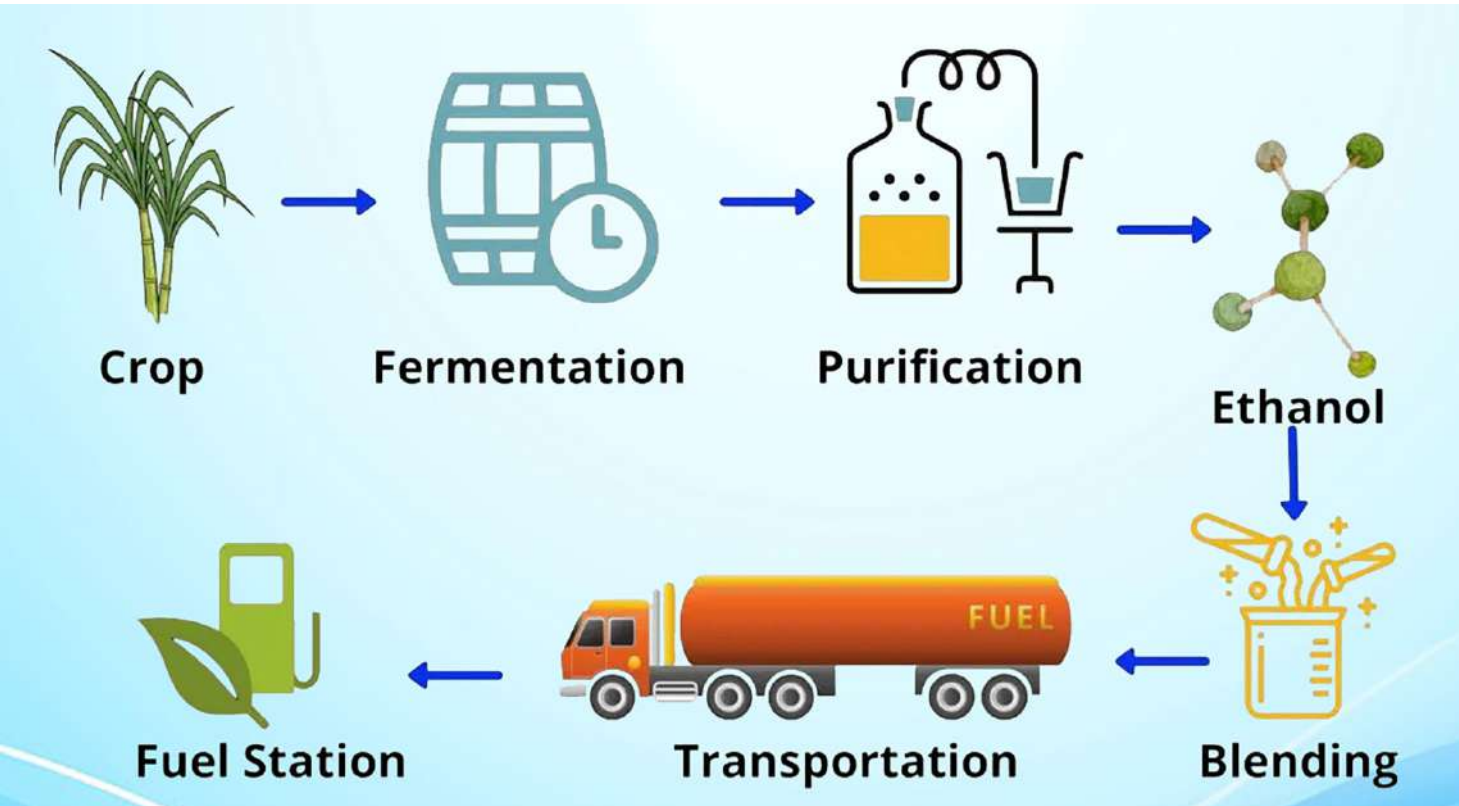 Crop
Fermentation
Purification
Ethanol
FUEL
Fuel Station
Transportation
Blending